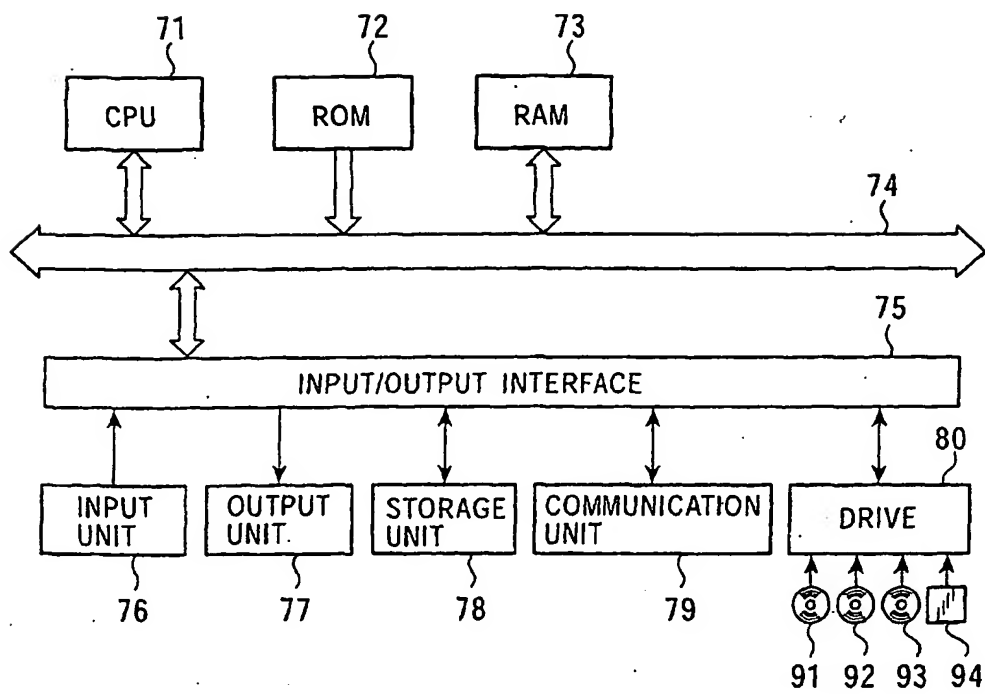 71 72 73
CPU ROM RAM
74
75
INPUT/OUTPUT INTERFACE
80
INPUT UNIT
OUTPUT UNIT.
STORAGE UNIT
COMMUNICATION UNIT
DRIVE
76 77 78 79
91 92 93 94